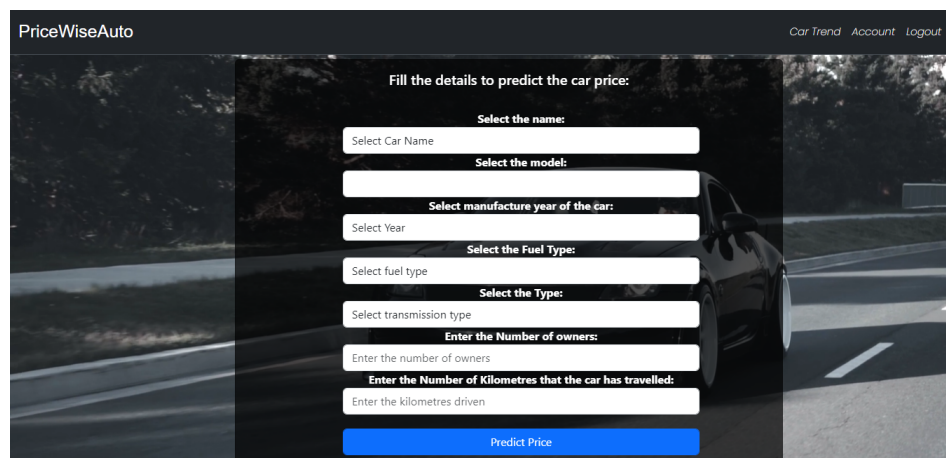 PriceWiseAuto
Car Trend Account Logout
Fill the details to predict the car price:
Select the name:
Select Car Name
Select the model:
Select manufacture year of the car:
Select Year
Select the Fuel Type:
Select fuel type
Select the Type:
Select transmission type
Enter the Number of owners:
Enter the number of owners
Enter the Number of Kilometres that the car has travelled:
Enter the kilometres driven
Predict Price